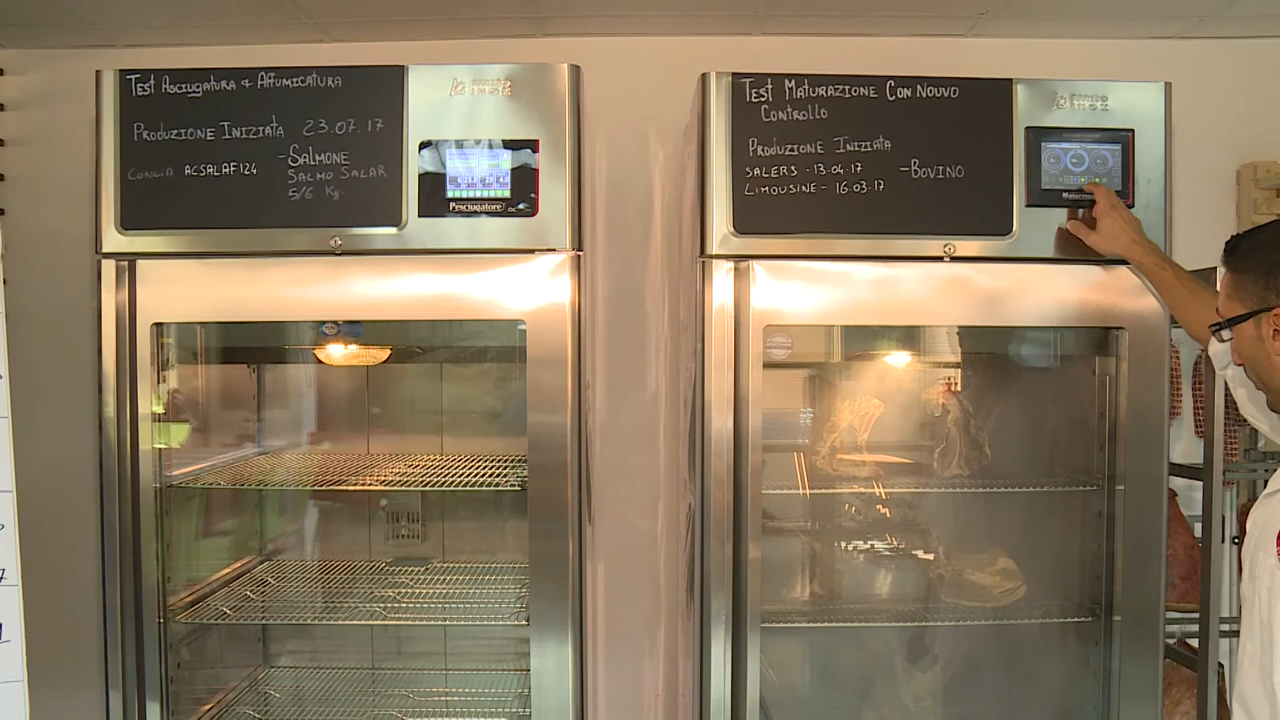 Test Asciugatura & Affumicatura
Produzione Iniziata 23.07.17
Concia ACSALAF124
- Salmone
Salmo Salar
5/6 Kg.
Pesciugatore
Test Maturazione Con Nouvo
Controllo
Produzione Iniziata
Salers - 13.04.17
Limousine - 16.03.17
- Bovino